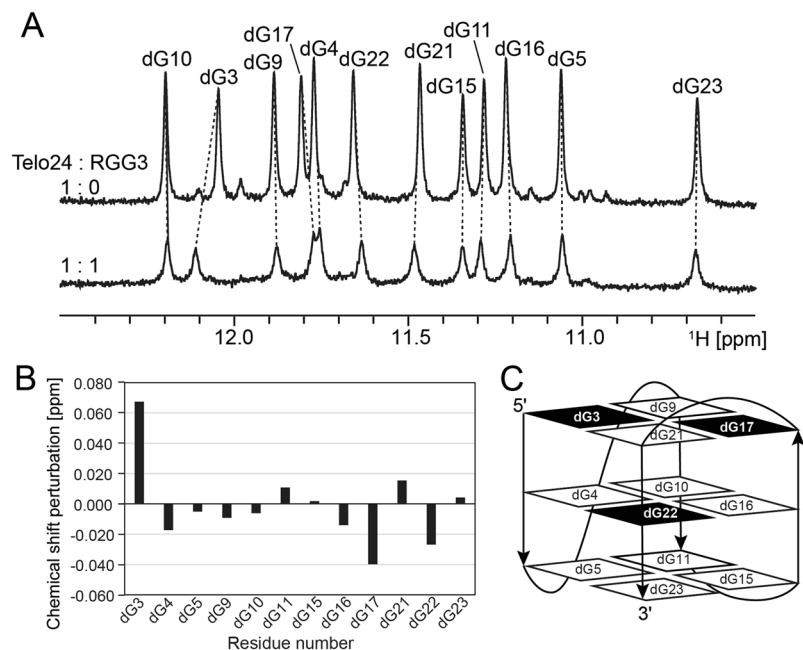 A
dG10
dG3
dG9
dG17
dG4
dG22
dG21
dG15
dG11
dG16
dG5
dG23
Telo24 : RGG3
1 : 0
1 : 1
12.0
11.5
11.0
¹H [ppm]
B
Chemical shift perturbation [ppm]
0.080
0.060
0.040
0.020
0.000
-0.020
-0.040
-0.060
dG3
dG4
dG5
dG9
dG10
dG11
dG15
dG16
dG17
dG21
dG22
dG23
Residue number
C
5'
dG9
dG3
dG17
dG21
dG10
dG4
dG16
dG22
dG11
dG5
dG15
dG23
3'